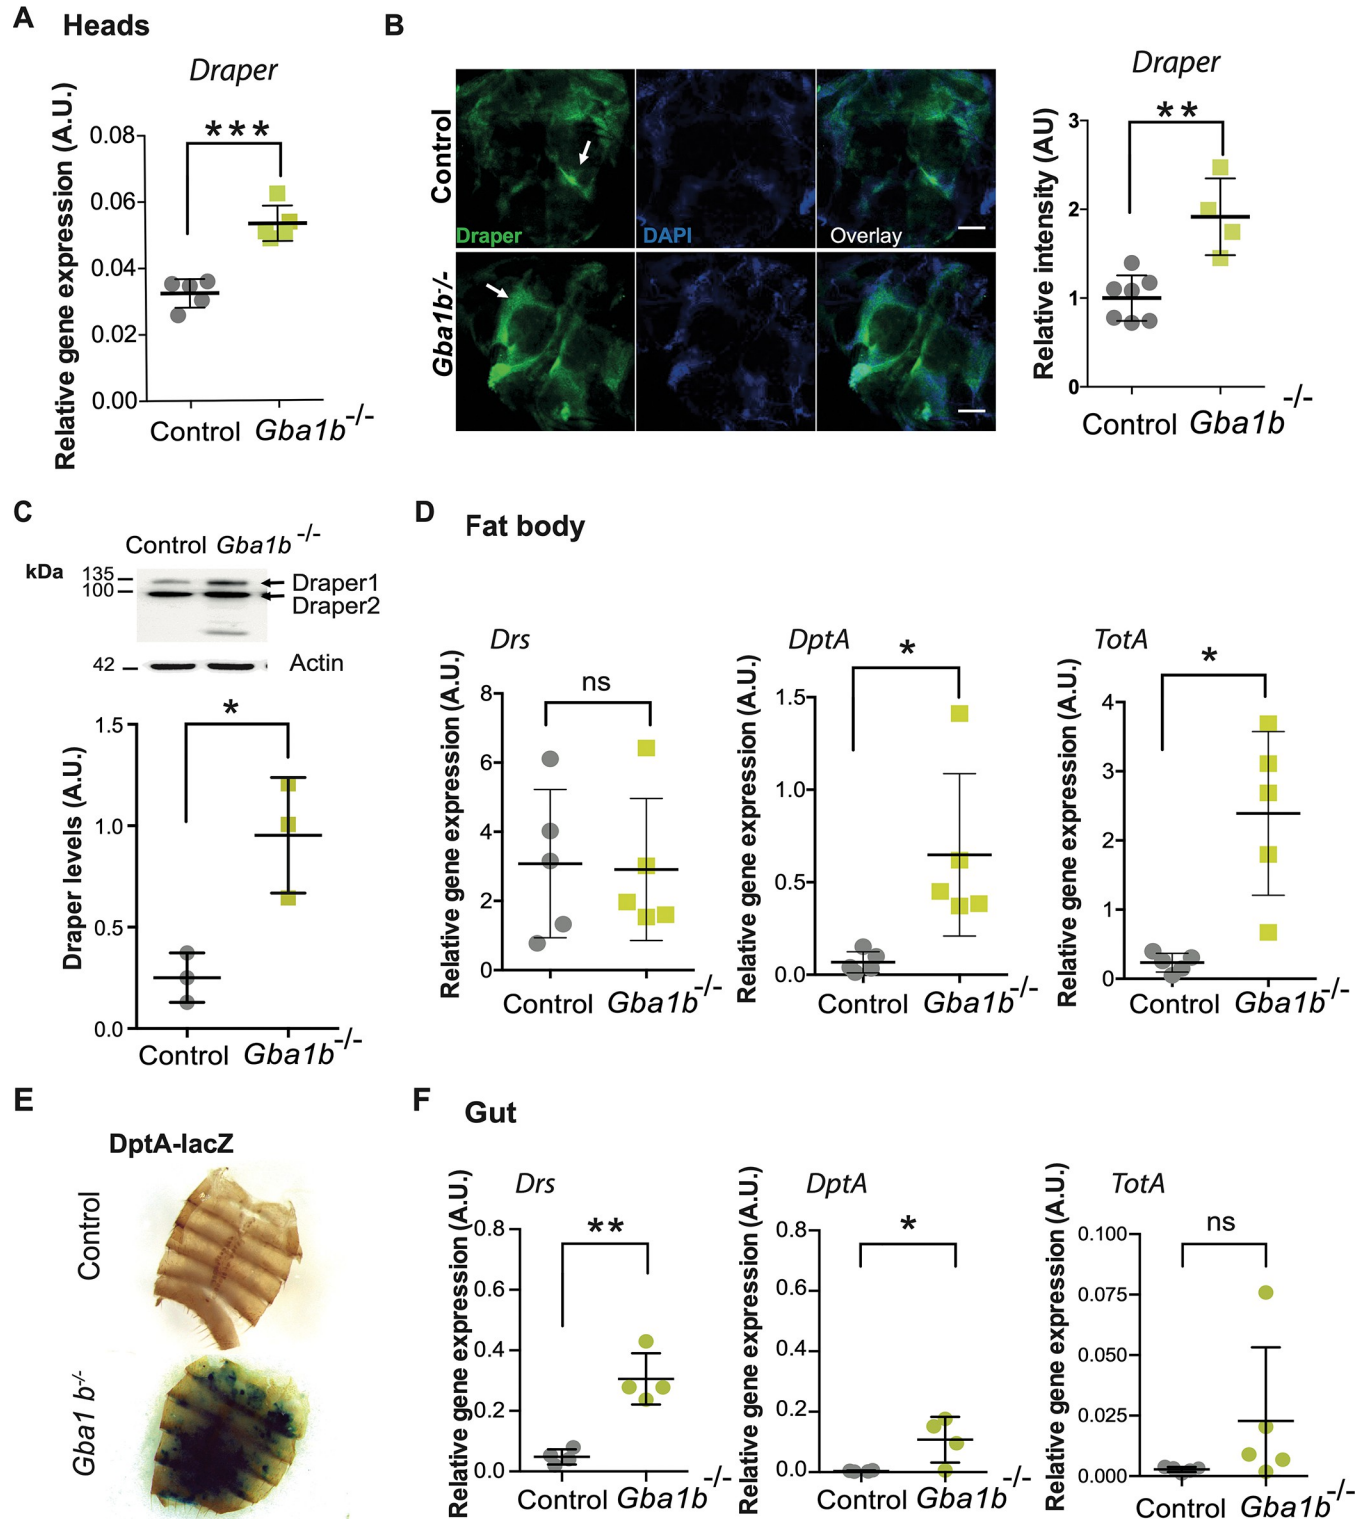 A Heads
Draper
Relative gene expression (A.U.)
***
0.08
0.06
0.04
0.02
0.00
Control Gba1b-/-
B
Control
Draper
DAPI
Overlay
Gba1b-/-
Draper
Relative intensity (AU)
**
3
2
1
0
Control Gba1b-/-
C
Control Gba1b-/-
kDa
135
100
Draper1
Draper2
42
Actin
Draper levels (A.U.)
*
1.5
1.0
0.5
0.0
Control Gba1b-/-
D Fat body
Drs
Relative gene expression (A.U.)
ns
8
6
4
2
0
Control Gba1b-/-
DptA
Relative gene expression (A.U.)
*
1.5
1.0
0.5
0.0
Control Gba1b-/-
TotA
Relative gene expression (A.U.)
*
4
3
2
1
0
Control Gba1b-/-
E
DptA-lacZ
Control
Gba1 b-/-
F Gut
Drs
Relative gene expression (A.U.)
**
0.8
0.6
0.4
0.2
0.0
Control Gba1b-/-
DptA
Relative gene expression (A.U.)
*
0.8
0.6
0.4
0.2
0.0
Control Gba1b-/-
TotA
Relative gene expression (A.U.)
ns
0.100
0.075
0.050
0.025
0.000
Control Gba1b-/-